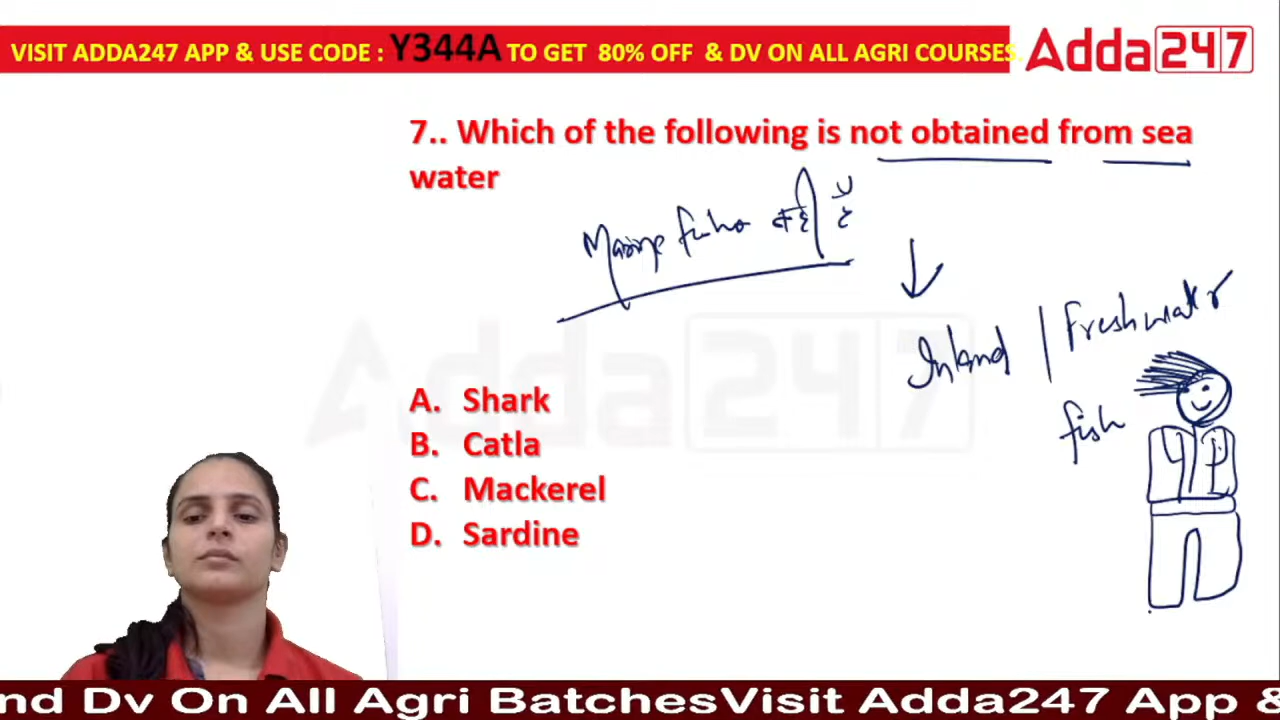 VISIT ADDA247 APP & USE CODE : Y344A TO GET 80% OFF & DV ON ALL AGRI COURSES.
Adda247
7.. Which of the following is not obtained from sea
water
Marine
Inland / Freshwater
fish
Adda247
A. Shark
B. Catla
C. Mackerel
D. Sardine
nd Dv On All Agri BatchesVisit Adda247 App &